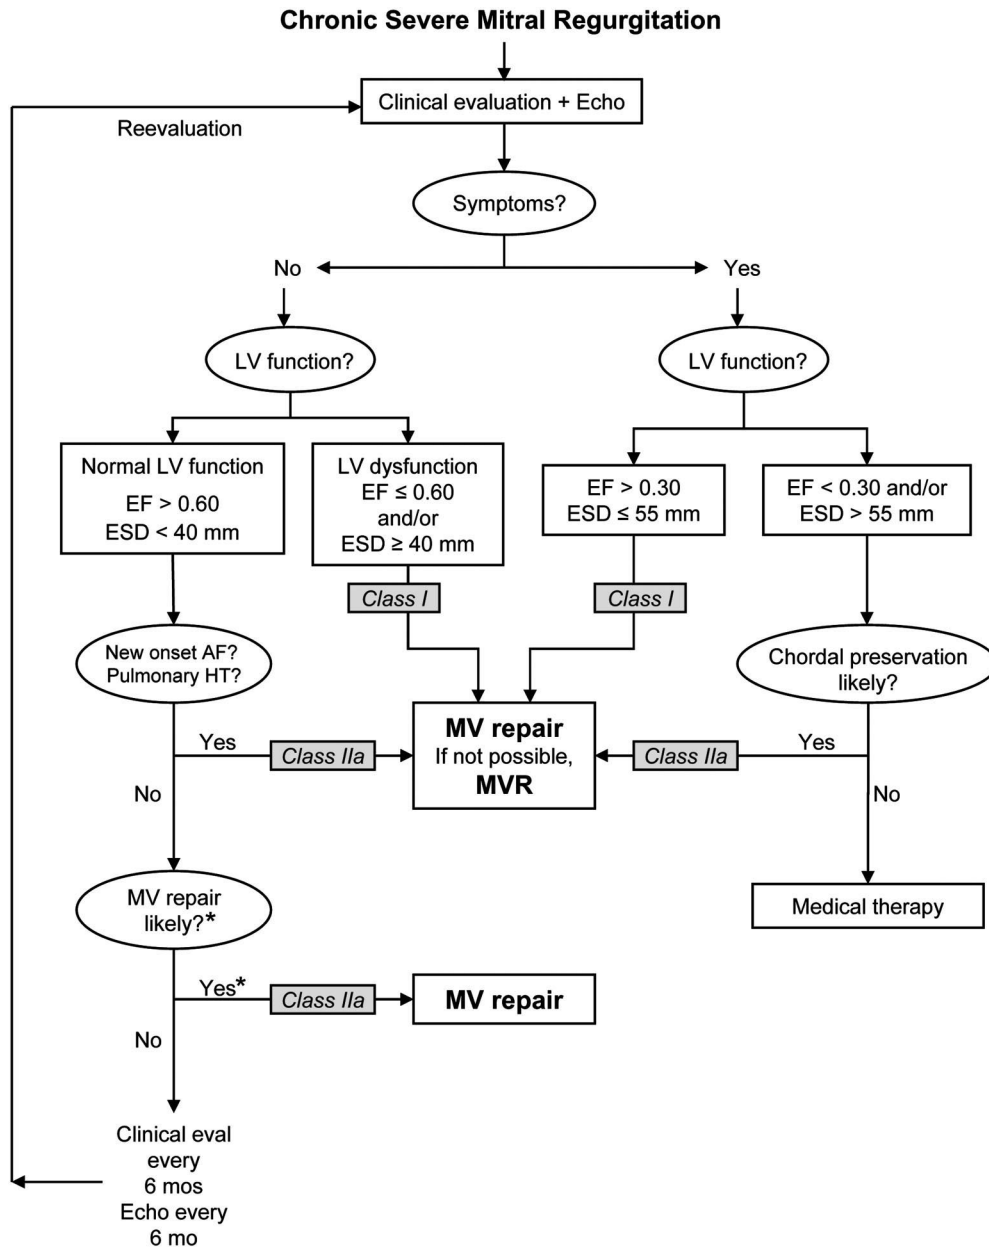 Chronic Severe Mitral Regurgitation
Clinical evaluation + Echo
Reevaluation
Symptoms?
No
Yes
LV function?
LV function?
Normal LV function
EF > 0.60
ESD < 40 mm
LV dysfunction
EF ≤ 0.60
and/or
ESD ≥ 40 mm
EF > 0.30
ESD ≤ 55 mm
EF < 0.30 and/or
ESD > 55 mm
Class I
Class I
New onset AF?
Pulmonary HT?
Chordal preservation
likely?
MV repair
If not possible,
MVR
Yes
Class IIa
Class IIa
Yes
No
No
MV repair
likely?*
Medical therapy
Yes*
Class IIa
MV repair
No
Clinical eval
every
6 mos
Echo every
6 mo